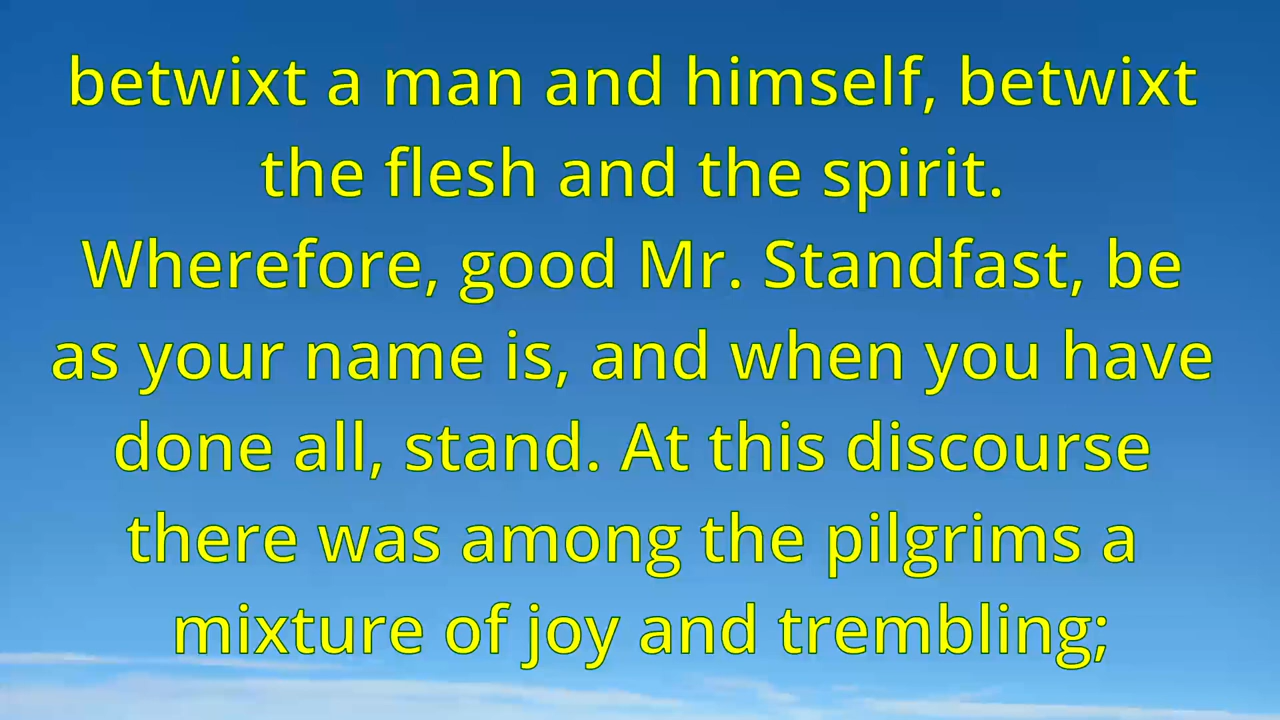 betwixt a man and himself, betwixt
the flesh and the spirit.
Wherefore, good Mr. Standfast, be
as your name is, and when you have
done all, stand. At this discourse
there was among the pilgrims a
mixture of joy and trembling;